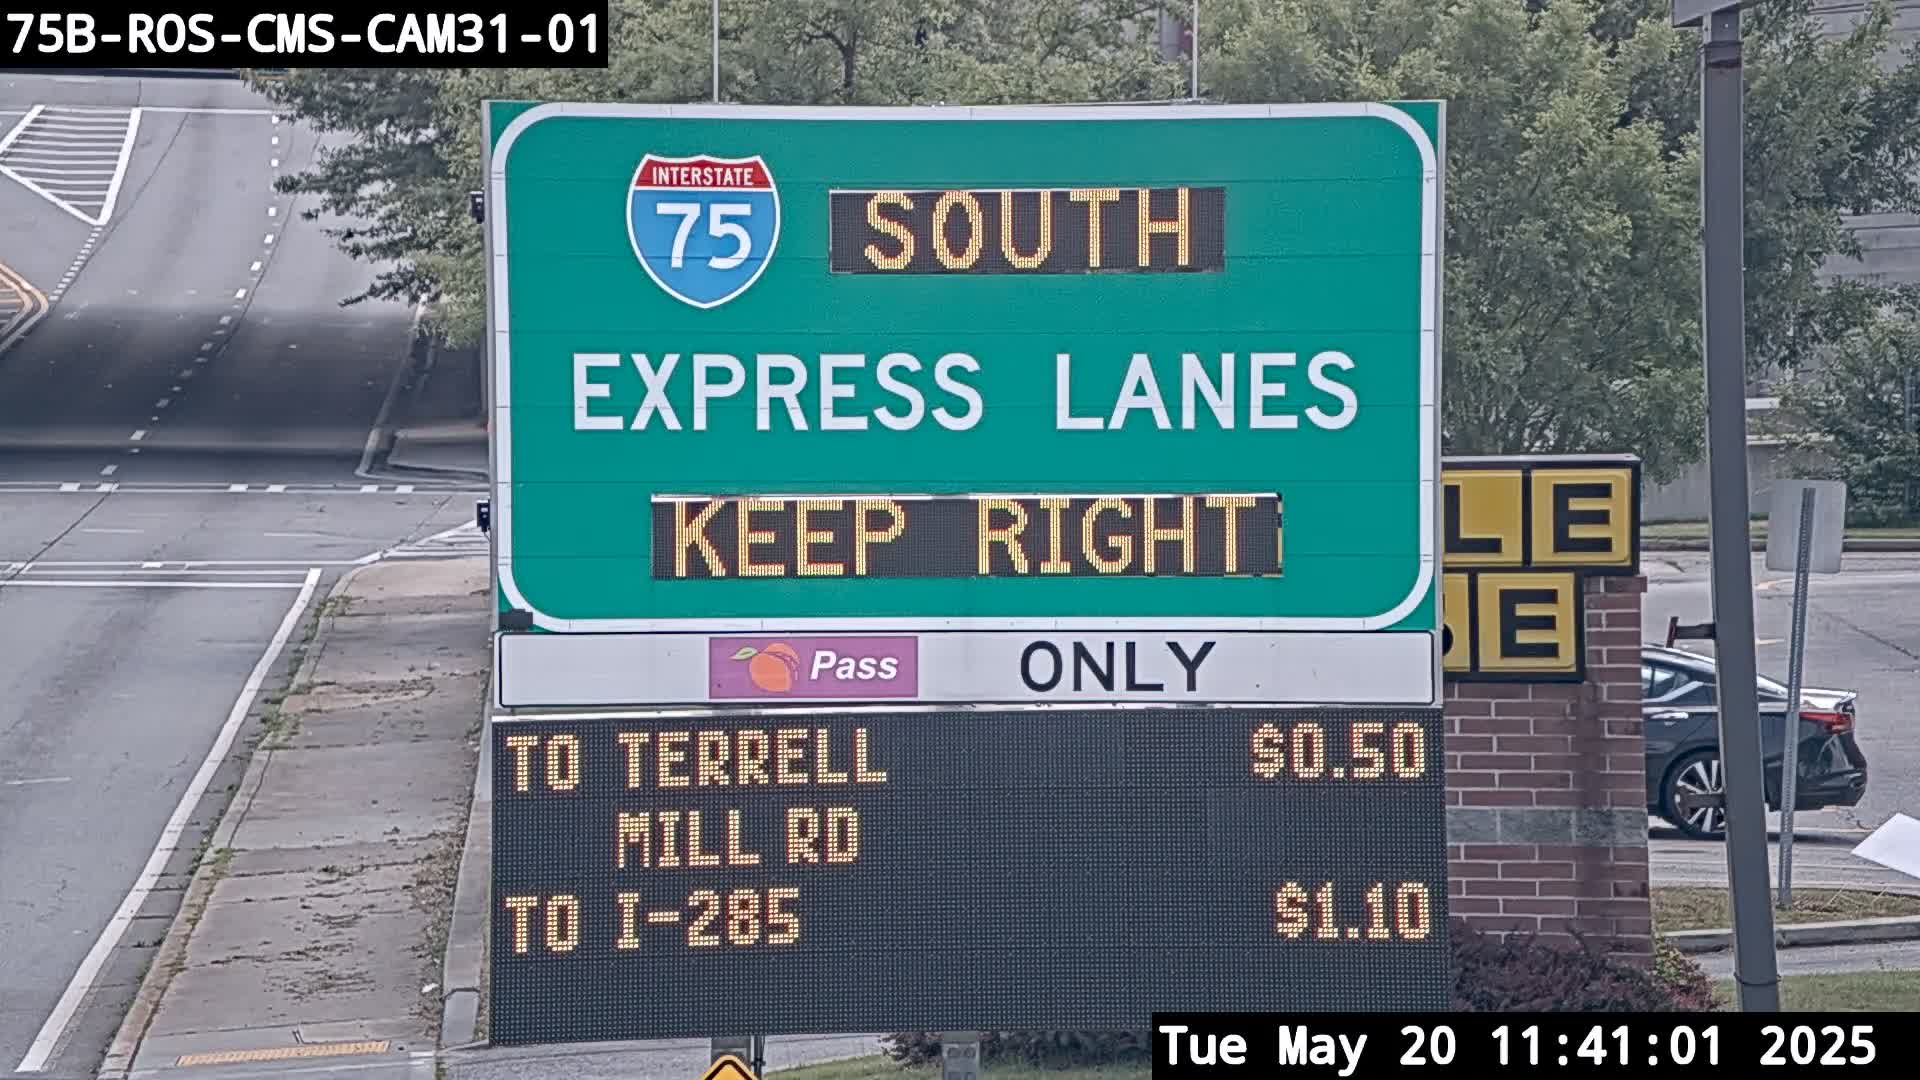 75B-ROS-CMS-CAM31-01
INTERSTATE
75
SOUTH
EXPRESS LANES
KEEP RIGHT
LE
E
Pass ONLY
TO TERRELL $0.50
MILL RD
TO I-285 $1.10
Tue May 20 11:41:01 2025